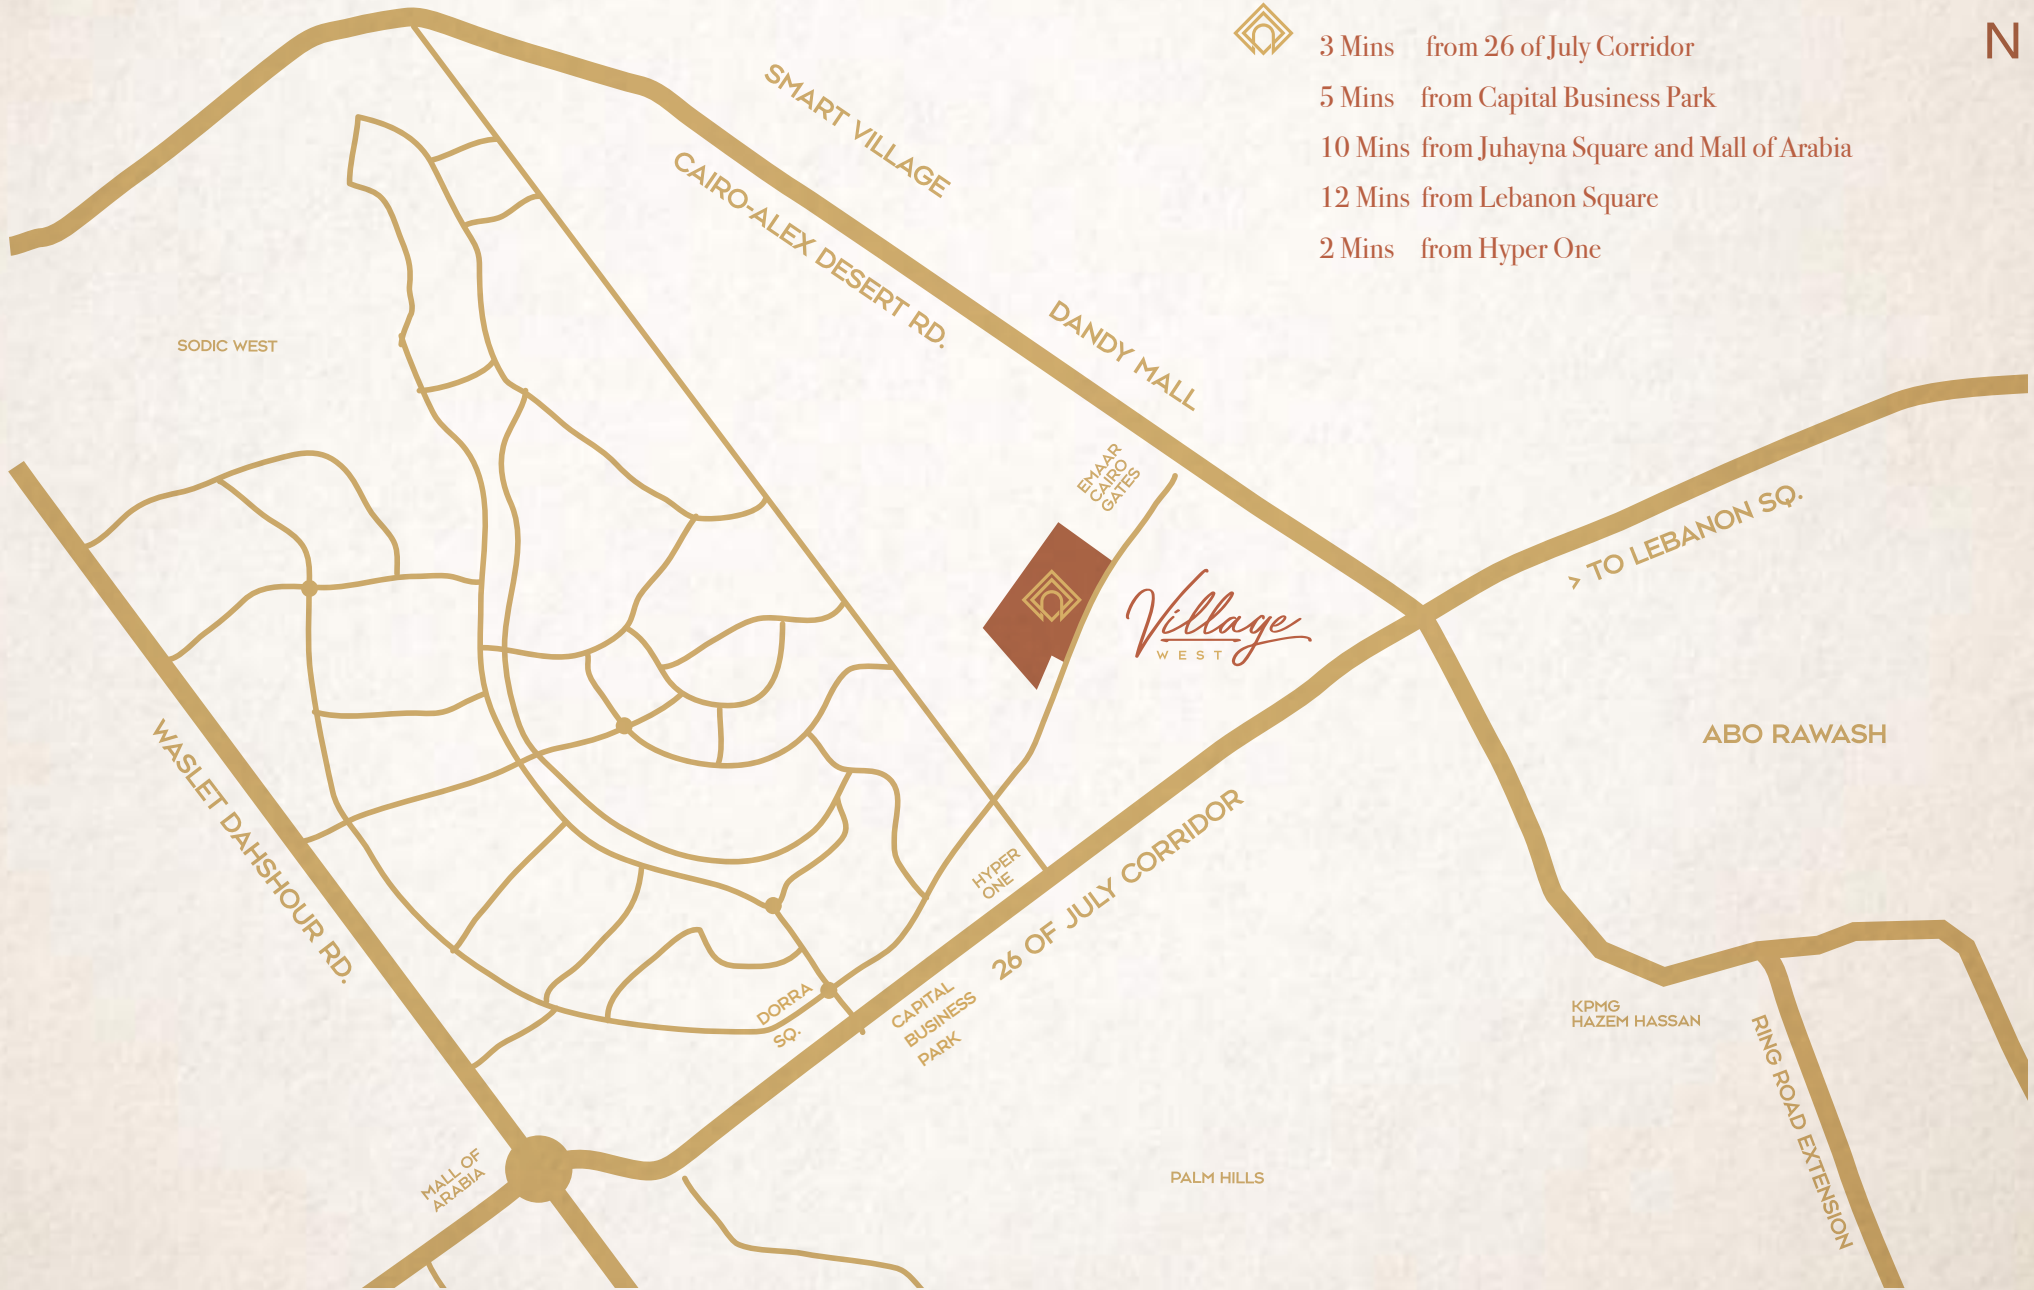 3 Mins from 26 of July Corridor
5 Mins from Capital Business Park
10 Mins from Juhayna Square and Mall of Arabia
12 Mins from Lebanon Square
2 Mins from Hyper One
N
SMART VILLAGE
CAIRO-ALEX DESERT RD.
DANDY MALL
SODIC WEST
EMAAR
CAIRO
GATES
> TO LEBANON SQ.
Village
WEST
ABO RAWASH
WASLET DAHSHOUR RD.
26 OF JULY CORRIDOR
HYPER
ONE
DORRA
SQ.
CAPITAL
BUSINESS
PARK
KPMG
HAZEM HASSAN
RING ROAD EXTENSION
MALL OF
ARABIA
PALM HILLS